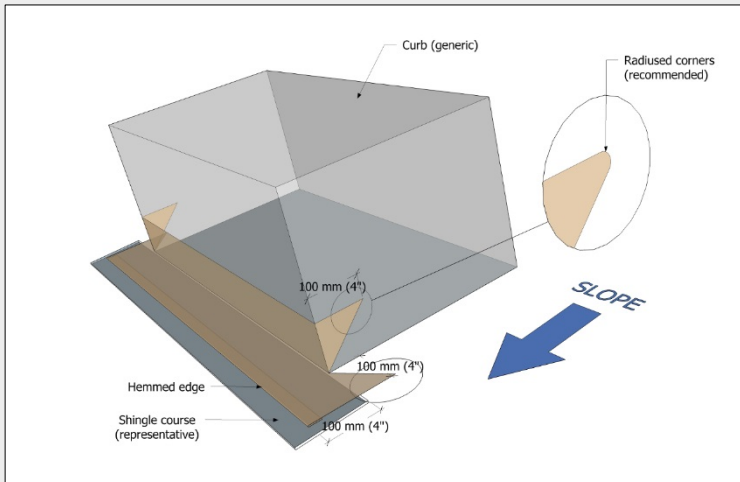 Curb (generic)
Radiused corners
(recommended)
100 mm (4")
SLOPE
100 mm (4")
Hemmed edge
Shingle course
(representative)
100 mm (4")